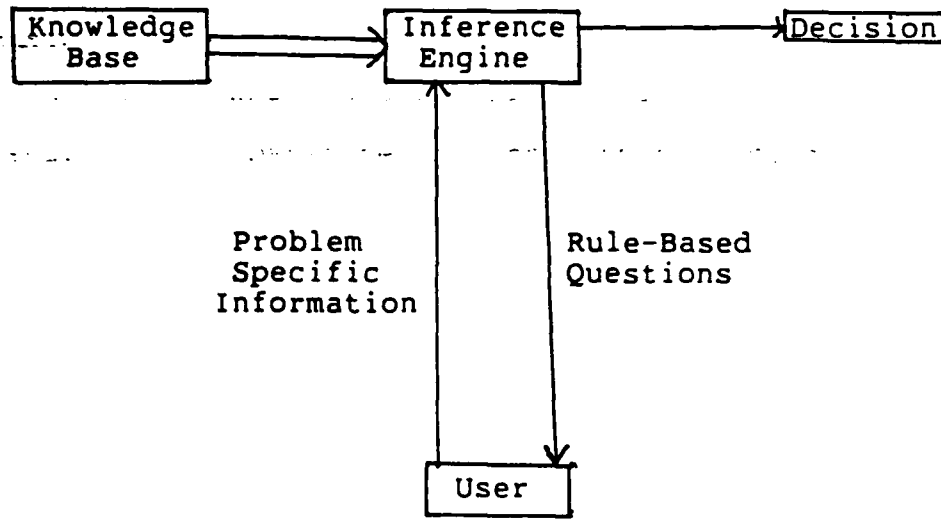 Knowledge
Base
Inference
Engine
Decision
Problem
Specific
Information
Rule-Based
Questions
User